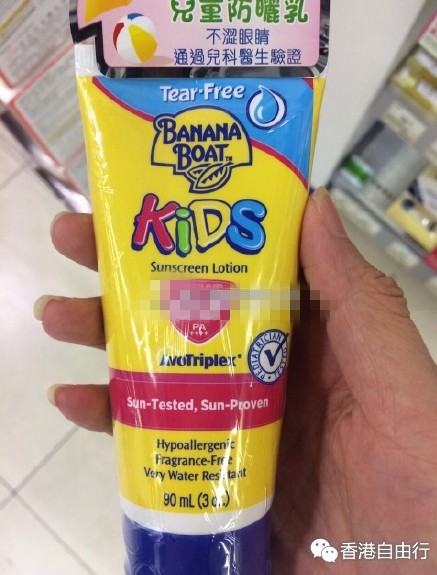 兒童防曬乳
不澀眼睛
通過兒科醫生驗證
Tear-Free
BANANA
BOAT™
KiDS
Sunscreen Lotion
PA
AvoTriplex®
Sun-Tested, Sun-Proven
Hypoallergenic
Fragrance-Free
Very Water Resistant
90 mL (3 oz.)
香港自由行